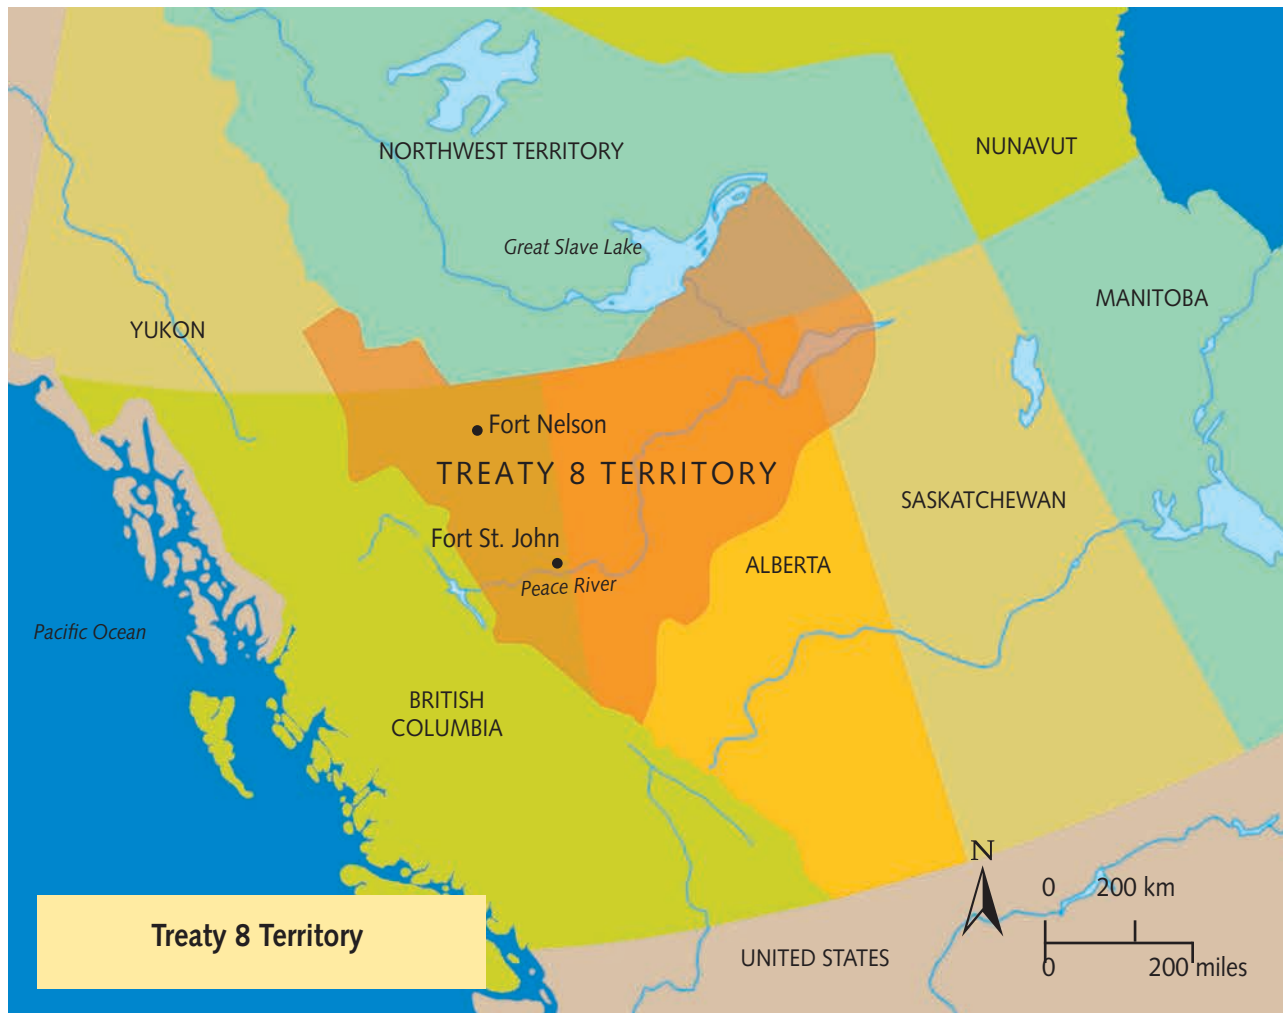 NORTHWEST TERRITORY
NUNAVUT
Great Slave Lake
MANITOBA
YUKON
Fort Nelson
TREATY 8 TERRITORY
SASKATCHEWAN
Fort St. John
ALBERTA
Peace River
Pacific Ocean
BRITISH
COLUMBIA
N
0 200 km
Treaty 8 Territory
UNITED STATES
0 200 miles